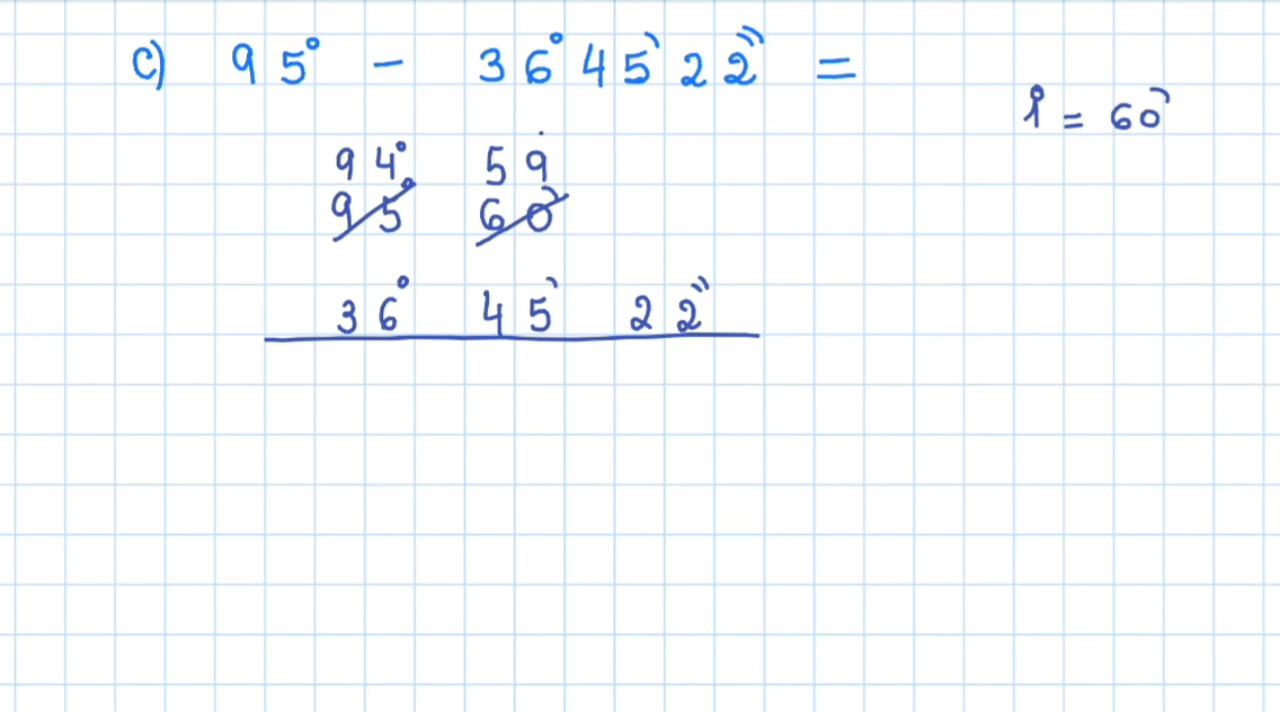 c) 95° - 36°45'22" =
1° = 60'
94° 59
95° 60'
36° 45' 22"